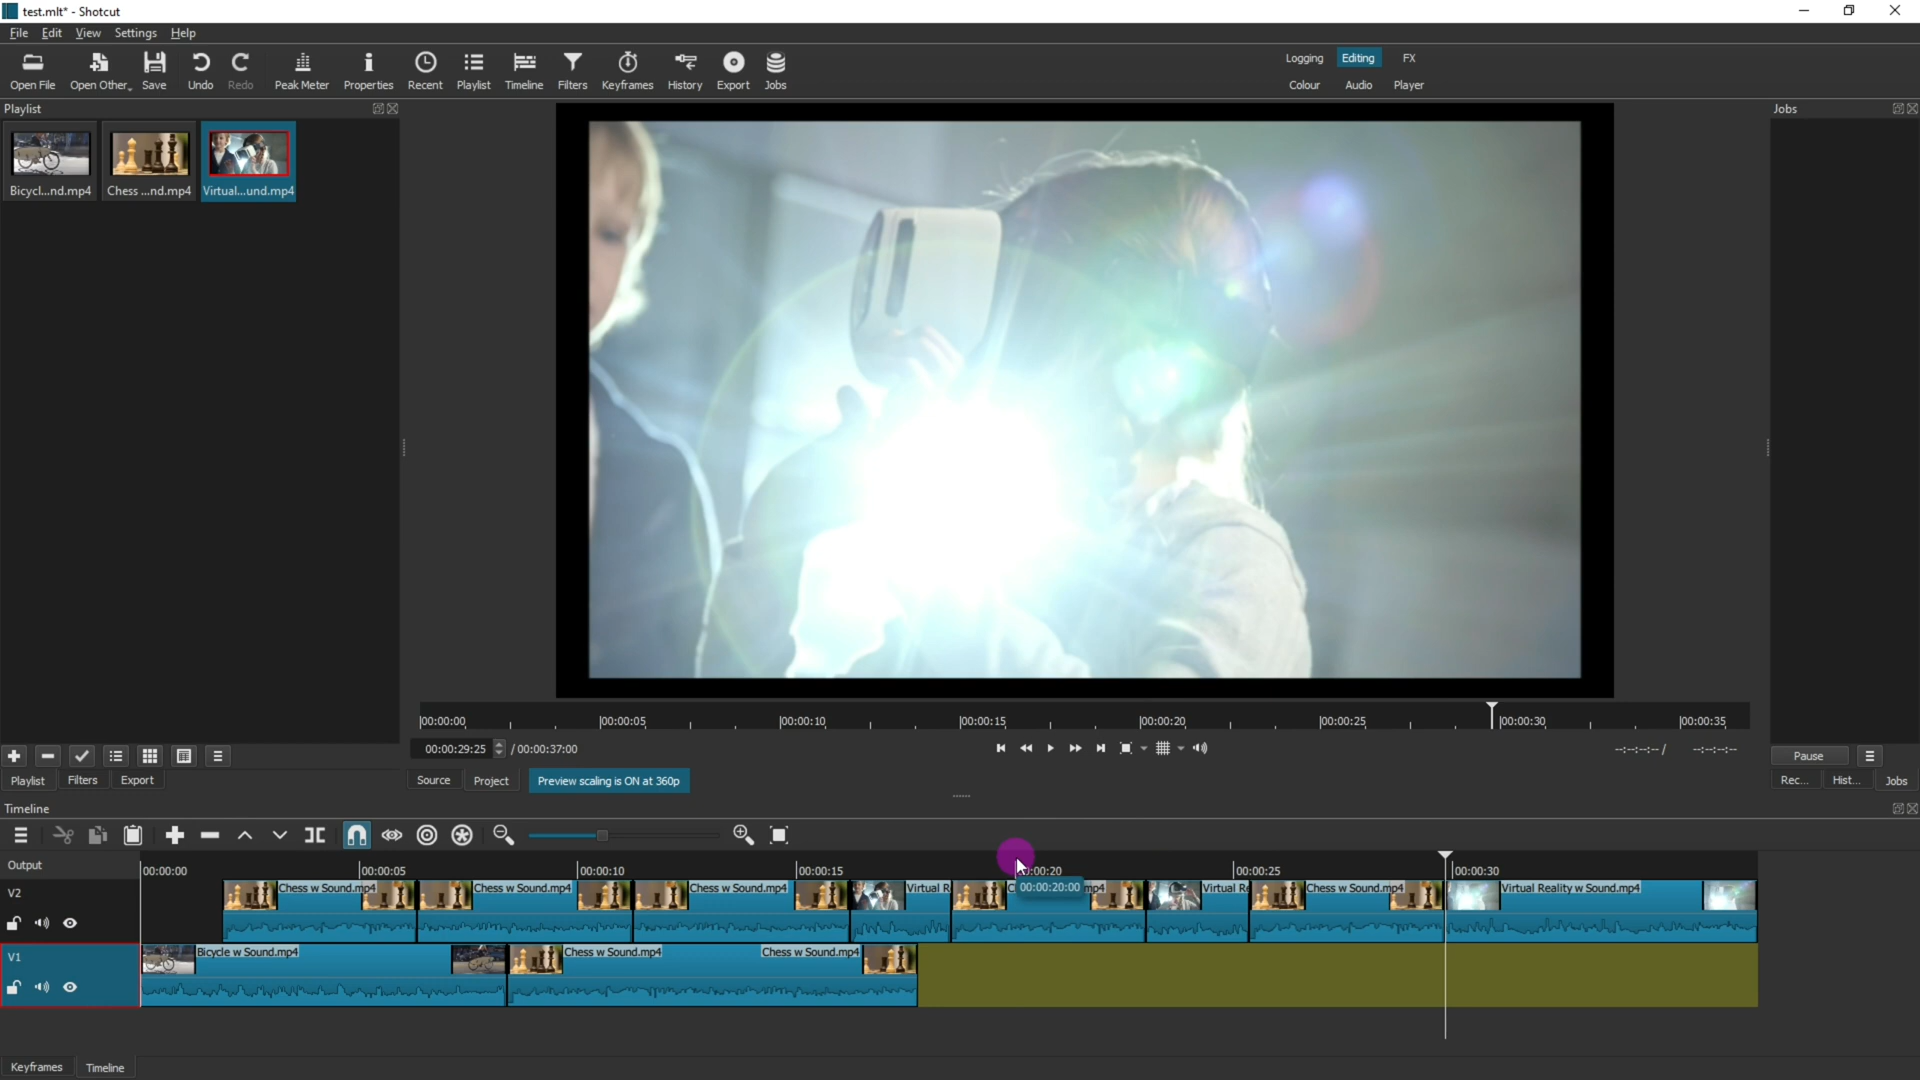 test.mlt* - Shotcut
File Edit View Settings Help
Open File Open Other Save Undo Redo Peak Meter Properties Recent Playlist Timeline Filters Keyframes History Export Jobs
Logging Editing FX
Colour Audio Player
Playlist
Jobs
Bicycl...nd.mp4 Chess ...nd.mp4 Virtual...und.mp4
00:00:00 00:00:05 00:00:10 00:00:15 00:00:20 00:00:25 00:00:30 00:00:35
00:00:29:25 / 00:00:37:00
--:--:--:-- / --:--:--:--
Pause
Playlist Filters Export
Source Project Preview scaling is ON at 360p
Rec... Hist... Jobs
Timeline
Output
00:00:00 00:00:05 00:00:10 00:00:15 00:00:20 00:00:25 00:00:30
00:00:20:00
V2
Chess w Sound.mp4 Chess w Sound.mp4 Chess w Sound.mp4 Virtual R C mp4 Virtual Re Chess w Sound.mp4 Virtual Reality w Sound.mp4
V1
Bicycle w Sound.mp4 Chess w Sound.mp4 Chess w Sound.mp4
Keyframes Timeline